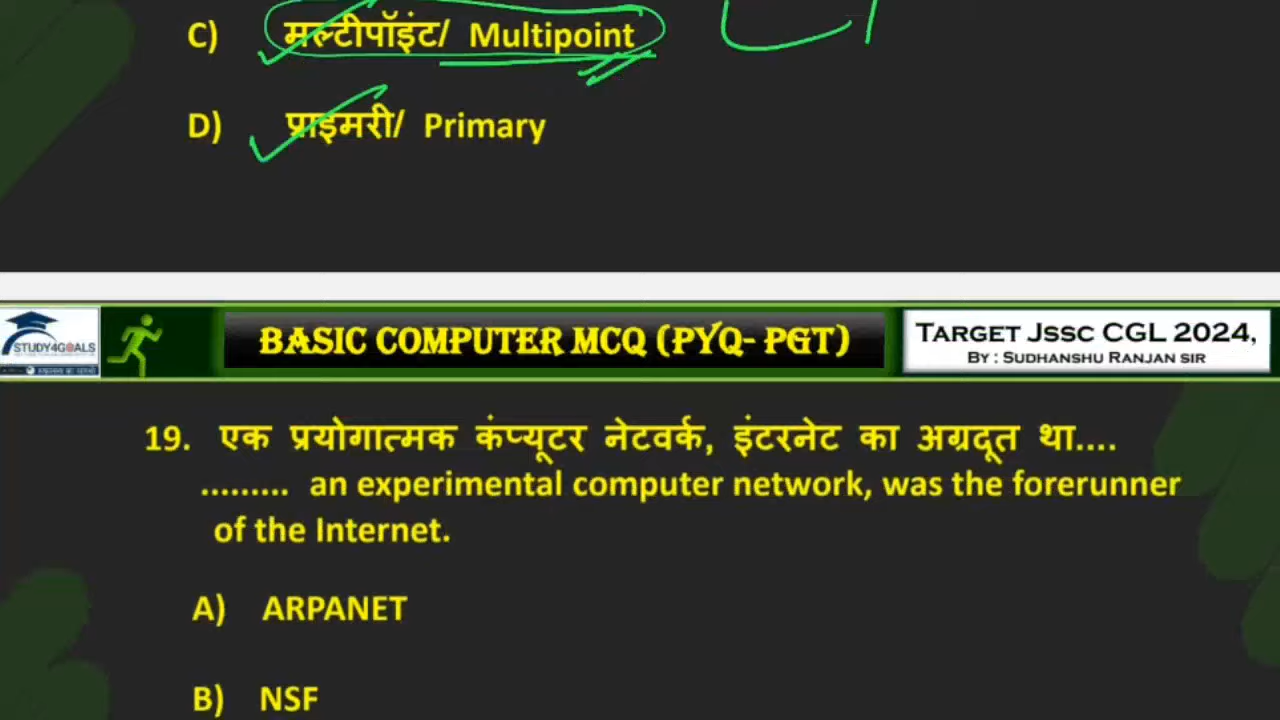 C) मल्टीपॉइंट/ Multipoint
D) प्राइमरी/ Primary
STUDY4GOALS
BASIC COMPUTER MCQ (PYQ- PGT)
TARGET JSSC CGL 2024,
BY : SUDHANSHU RANJAN SIR
19. एक प्रयोगात्मक कंप्यूटर नेटवर्क, इंटरनेट का अग्रदूत था....
......... an experimental computer network, was the forerunner
of the Internet.
A) ARPANET
B) NSF